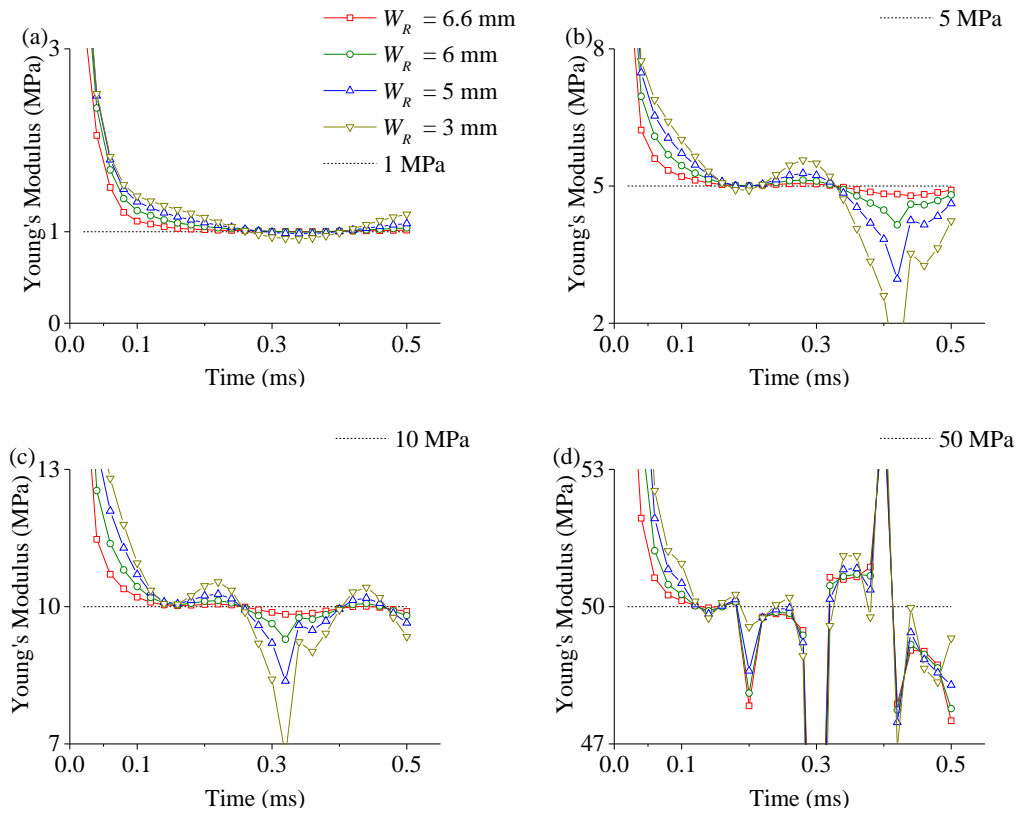 (a)
W_R = 6.6 mm
W_R = 6 mm
W_R = 5 mm
W_R = 3 mm
1 MPa
Young's Modulus (MPa)
3
1
0
0.0 0.1 0.3 0.5
Time (ms)
(b)
5 MPa
Young's Modulus (MPa)
8
5
2
0.0 0.1 0.3 0.5
Time (ms)
(c)
10 MPa
Young's Modulus (MPa)
13
10
7
0.0 0.1 0.3 0.5
Time (ms)
(d)
50 MPa
Young's Modulus (MPa)
53
50
47
0.0 0.1 0.3 0.5
Time (ms)